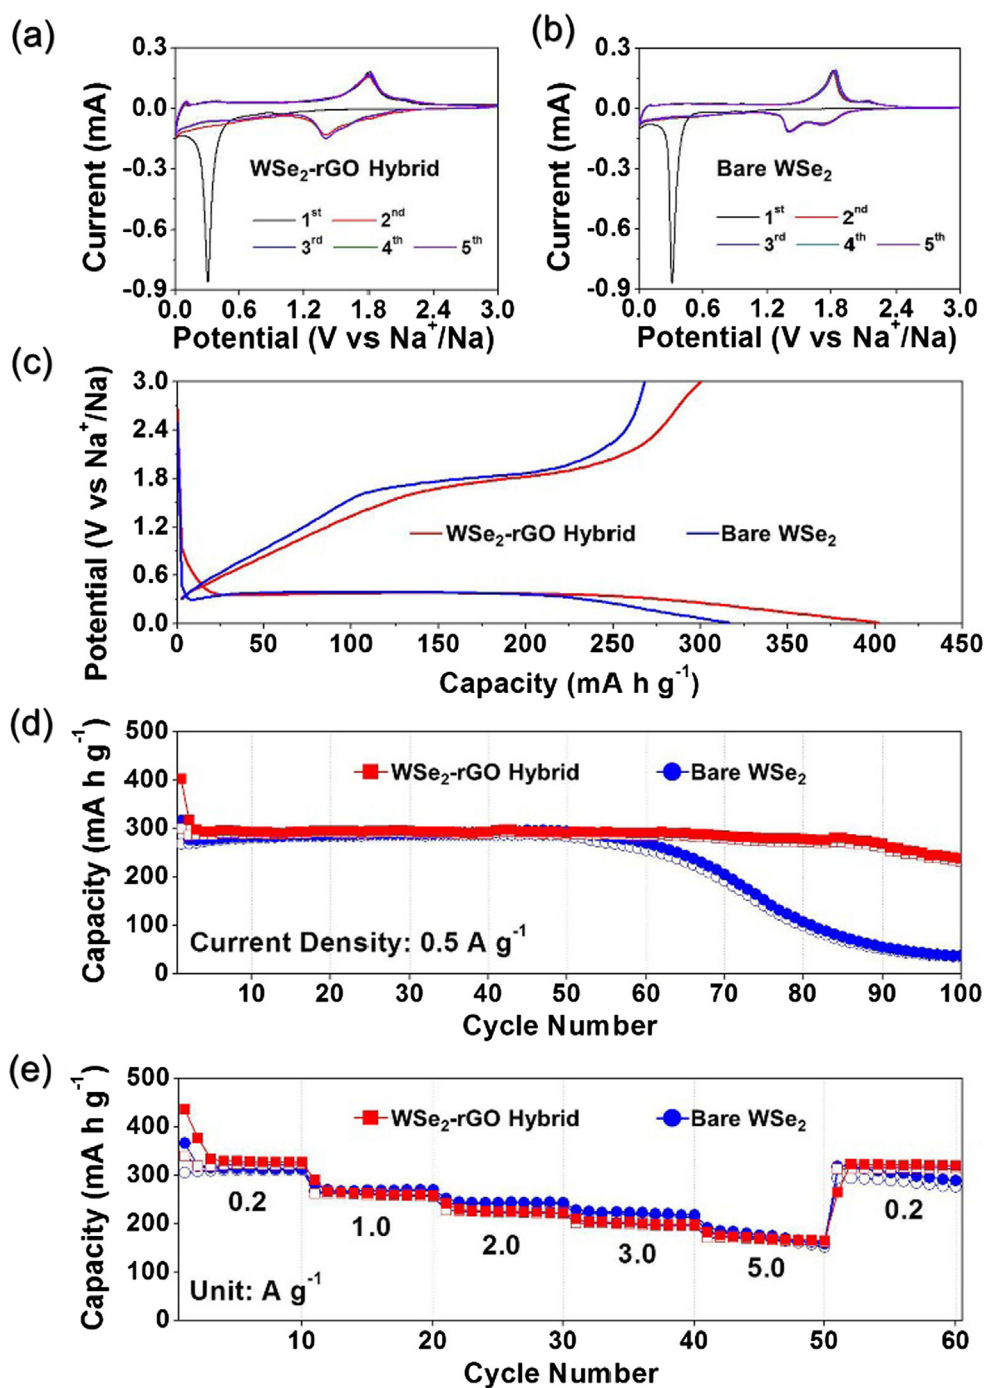 (a)
0.3
0.0
-0.3
-0.6
-0.9
Current (mA)
WSe₂-rGO Hybrid
1ˢᵗ 2ⁿᵈ
3ʳᵈ 4ᵗʰ 5ᵗʰ
0.0 0.6 1.2 1.8 2.4 3.0
Potential (V vs Na⁺/Na)
(b)
0.3
0.0
-0.3
-0.6
-0.9
Current (mA)
Bare WSe₂
1ˢᵗ 2ⁿᵈ
3ʳᵈ 4ᵗʰ 5ᵗʰ
0.0 0.6 1.2 1.8 2.4 3.0
Potential (V vs Na⁺/Na)
(c)
3.0
2.4
1.8
1.2
0.6
0.0
Potential (V vs Na⁺/Na)
WSe₂-rGO Hybrid Bare WSe₂
0 50 100 150 200 250 300 350 400 450
Capacity (mA h g⁻¹)
(d)
500
400
300
200
100
0
Capacity (mA h g⁻¹)
WSe₂-rGO Hybrid Bare WSe₂
Current Density: 0.5 A g⁻¹
10 20 30 40 50 60 70 80 90 100
Cycle Number
(e)
500
400
300
200
100
0
Capacity (mA h g⁻¹)
WSe₂-rGO Hybrid Bare WSe₂
0.2 1.0 2.0 3.0 5.0 0.2
Unit: A g⁻¹
10 20 30 40 50 60
Cycle Number